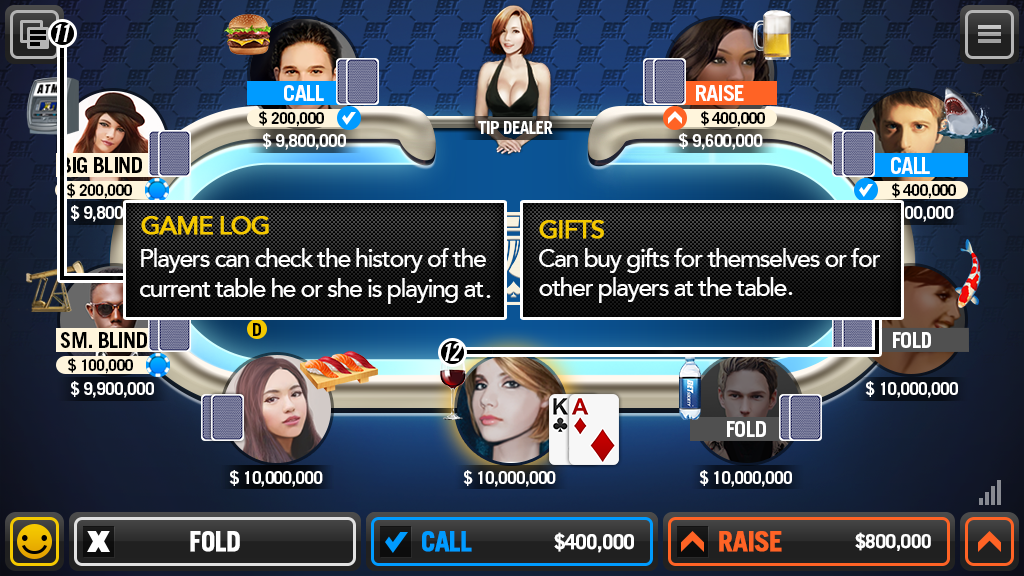 11
ATM
CALL
$ 200,000
$ 9,800,000
TIP DEALER
RAISE
$ 400,000
$ 9,600,000
BIG BLIND
$ 200,000
$ 9,800
CALL
$ 400,000
00,000
GAME LOG
Players can check the history of the
current table he or she is playing at.
GIFTS
Can buy gifts for themselves or for
other players at the table.
SM. BLIND
$ 100,000
$ 9,900,000
D
12
FOLD
$ 10,000,000
K A
FOLD
$ 10,000,000
$ 10,000,000
$ 10,000,000
X FOLD
CALL $400,000
RAISE $800,000